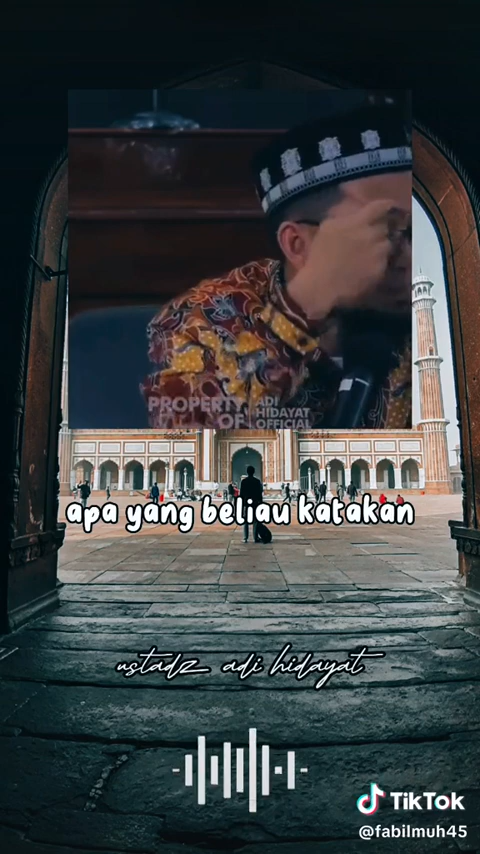 PROPERTY OF
ADI HIDAYAT OFFICIAL
apa yang beliau katakan
ustadz adi hidayat
TikTok
@fabilmuh45